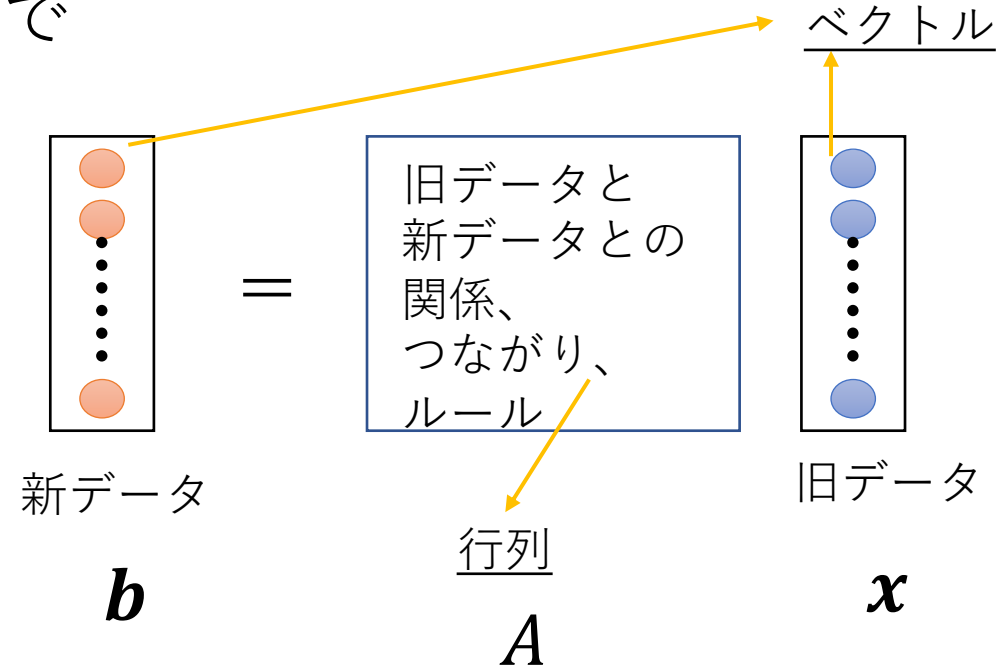 で
ベクトル
=
旧データと
新データとの
関係、
つながり、
ルール
新データ
旧データ
行列
b
A
x